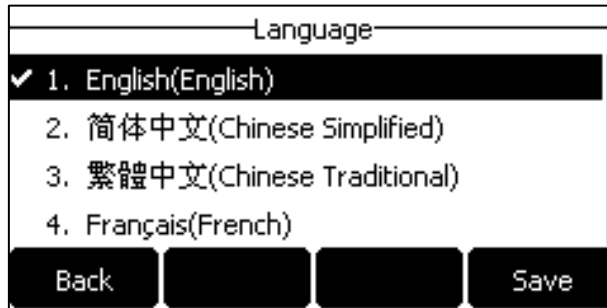 Language
✔ 1. English(English)
2. 简体中文(Chinese Simplified)
3. 繁體中文(Chinese Traditional)
4. Français(French)
Back Save